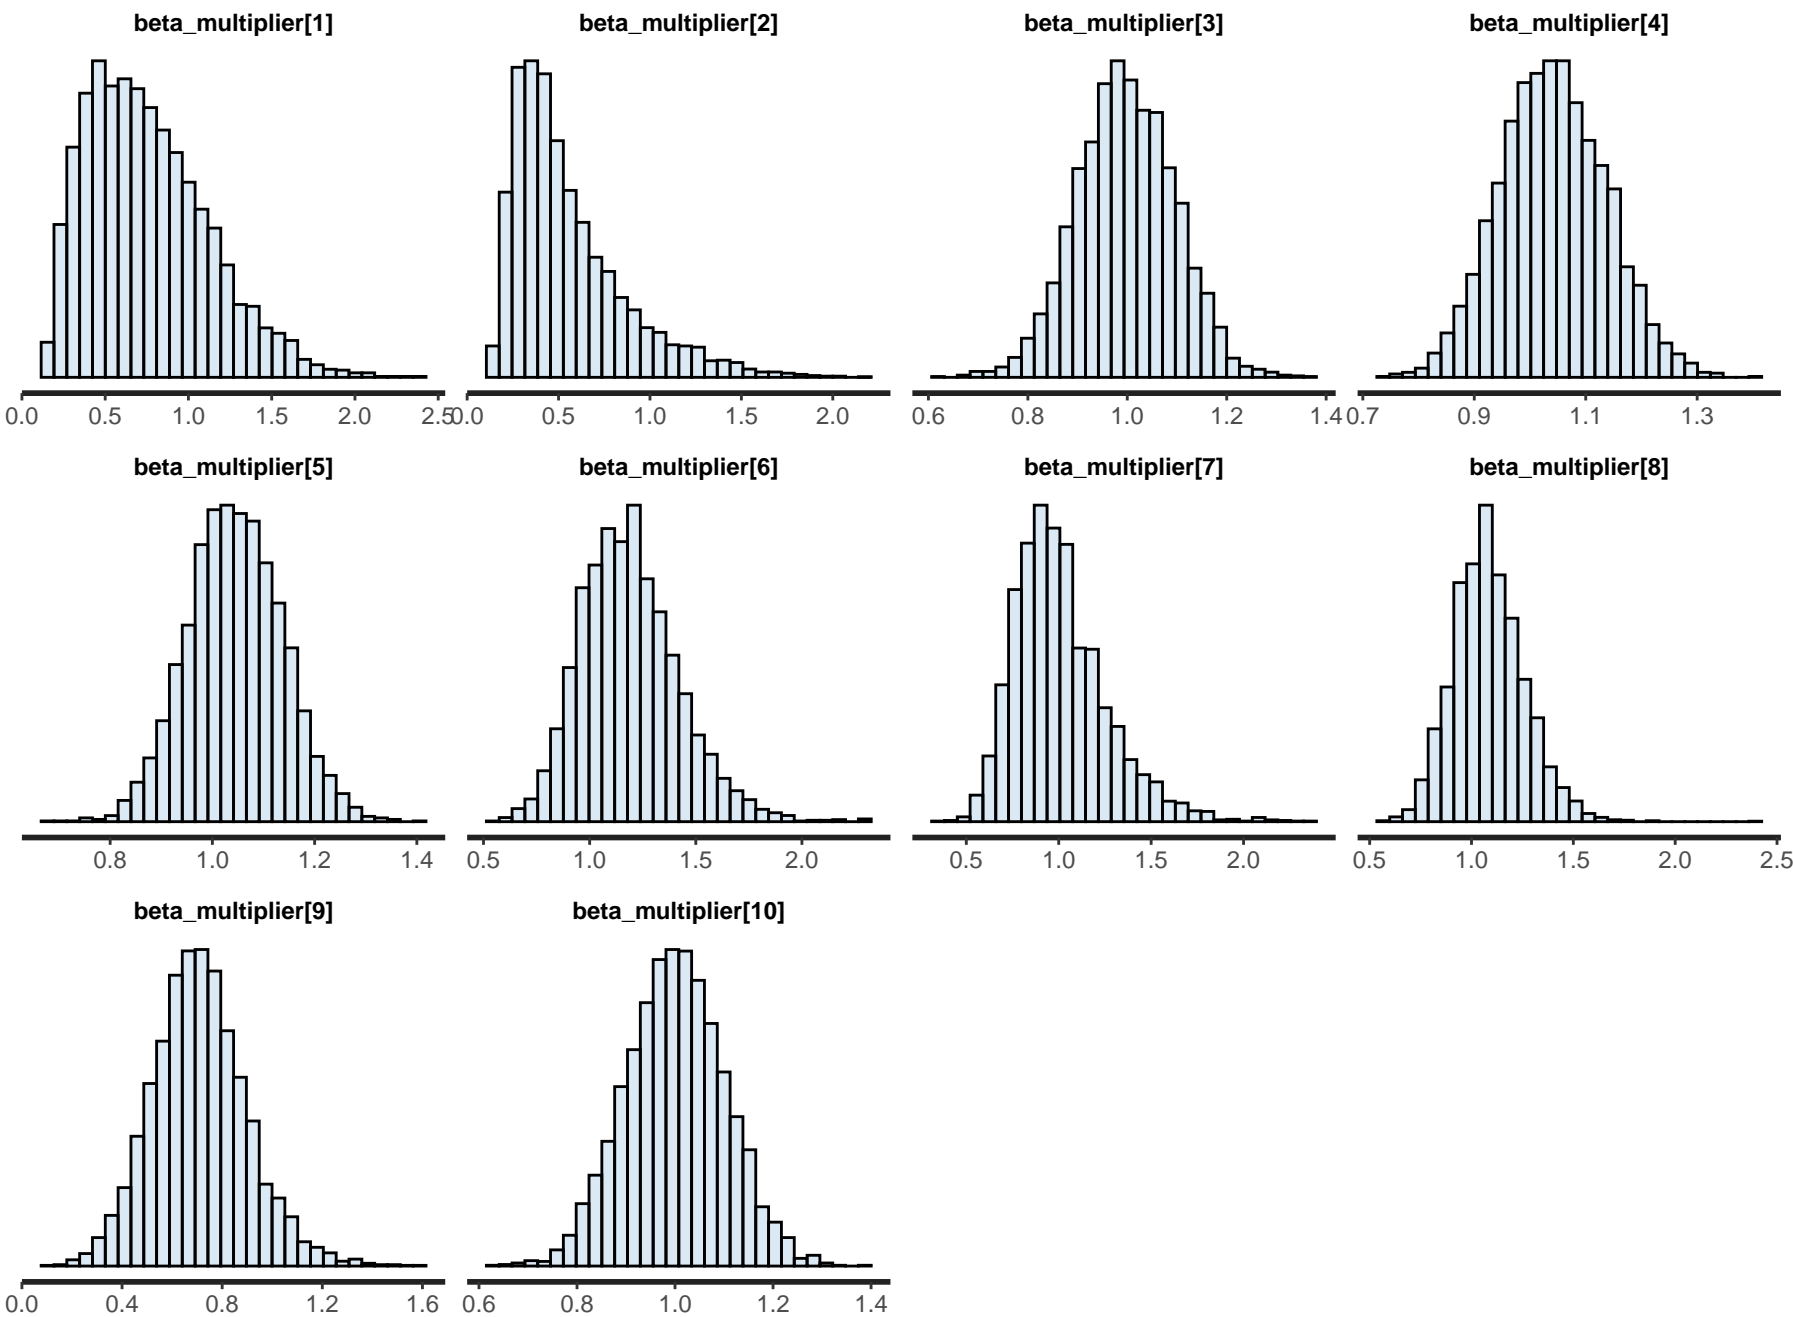 beta_multiplier[1] beta_multiplier[2] beta_multiplier[3] beta_multiplier[4]
0.0 0.5 1.0 1.5 2.0 2.5 0.0 0.5 1.0 1.5 2.0 0.6 0.8 1.0 1.2 1.4 0.7 0.9 1.1 1.3
beta_multiplier[5] beta_multiplier[6] beta_multiplier[7] beta_multiplier[8]
0.8 1.0 1.2 1.4 0.5 1.0 1.5 2.0 0.5 1.0 1.5 2.0 0.5 1.0 1.5 2.0 2.5
beta_multiplier[9] beta_multiplier[10]
0.0 0.4 0.8 1.2 1.6 0.6 0.8 1.0 1.2 1.4